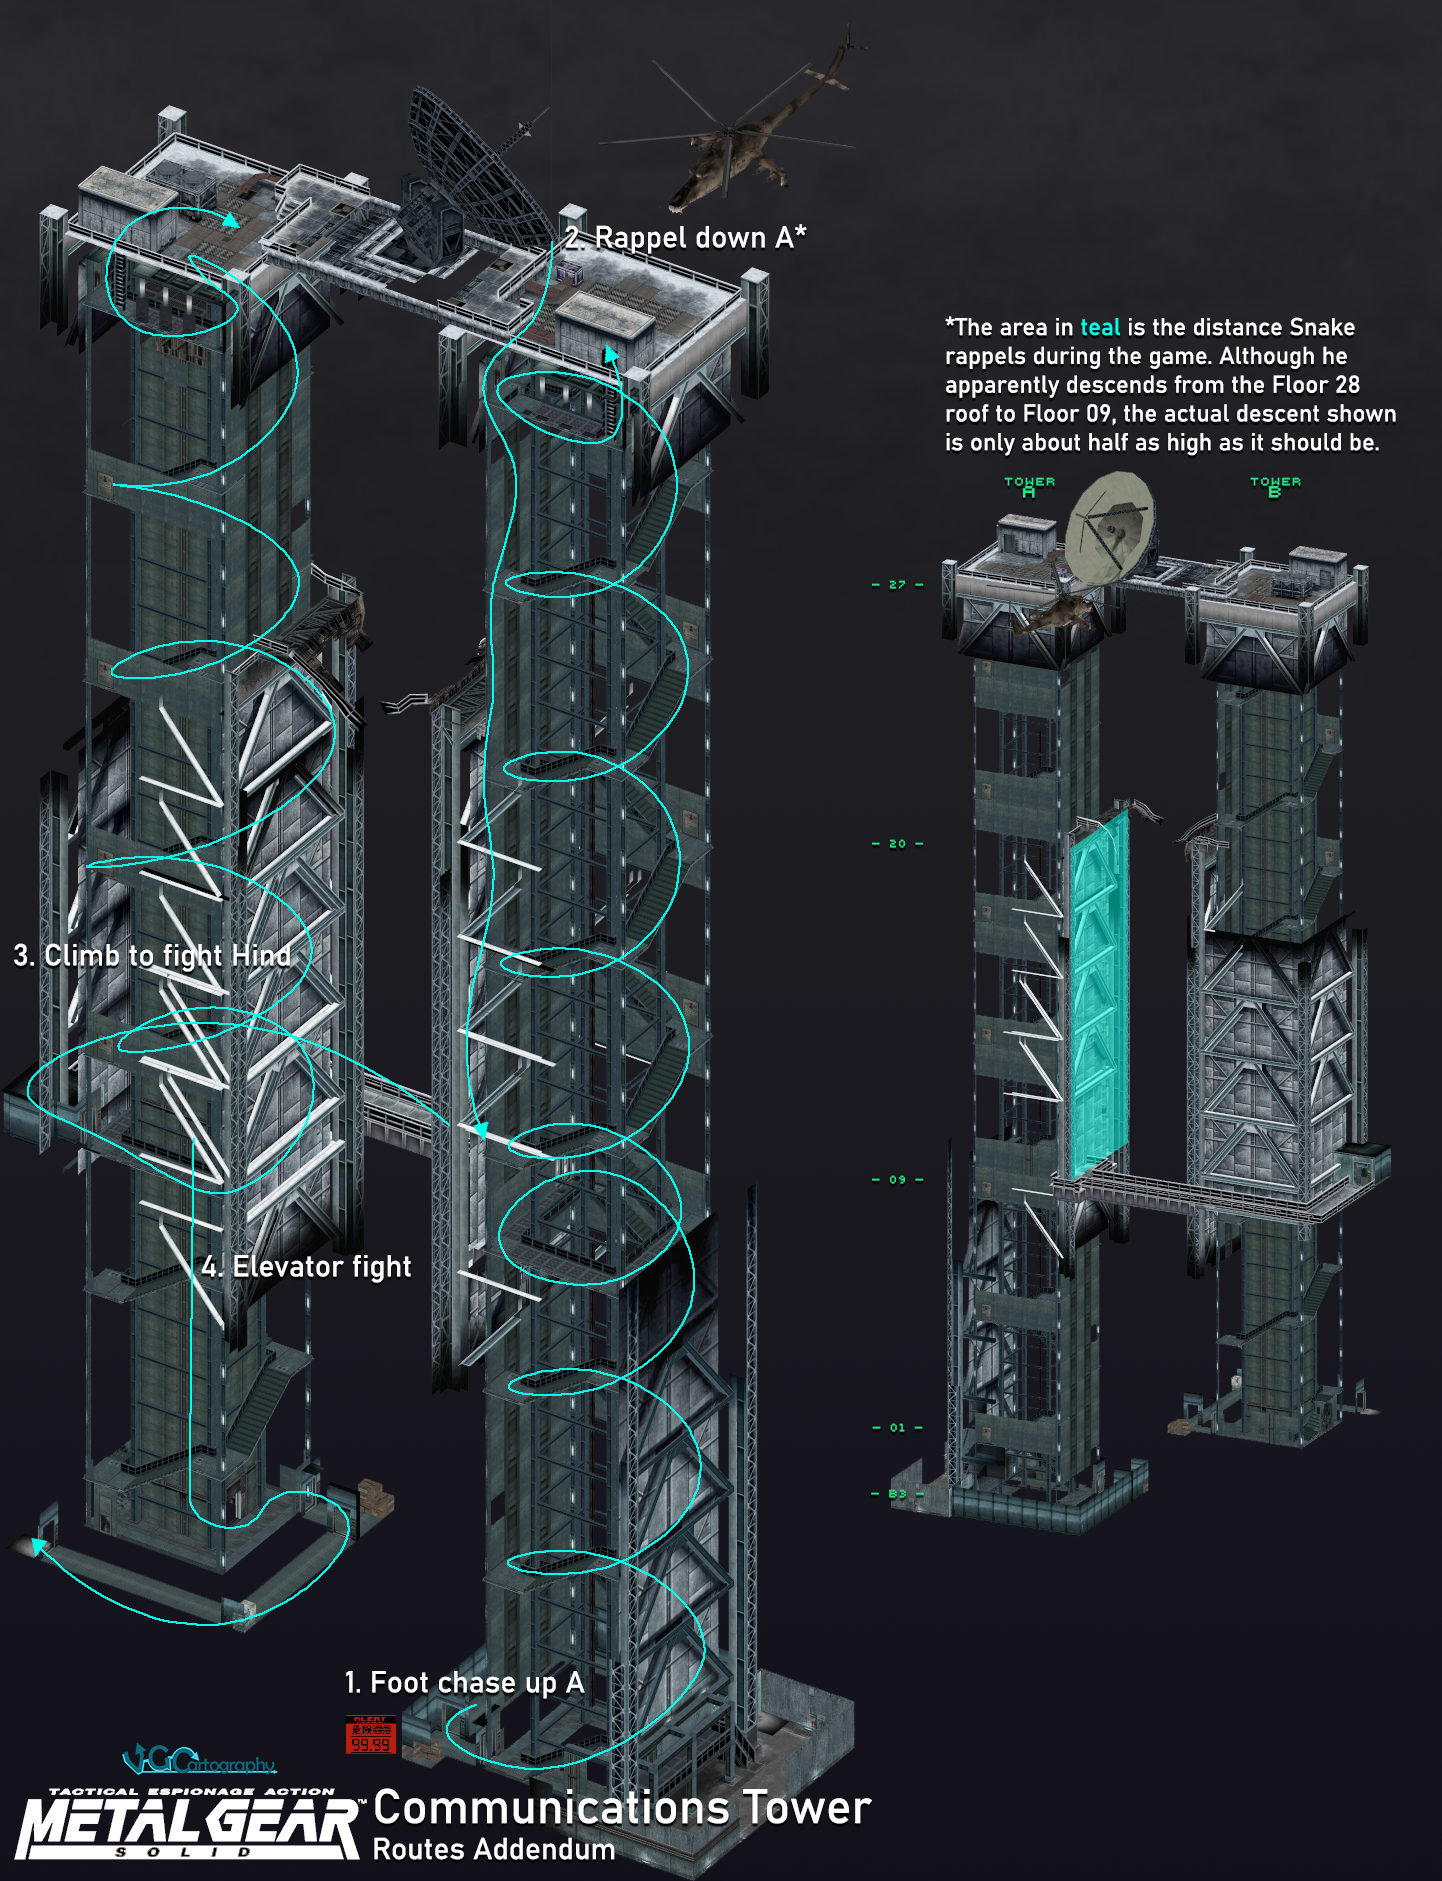 2. Rappel down A*
*The area in teal is the distance Snake
rappels during the game. Although he
apparently descends from the Floor 28
roof to Floor 09, the actual descent shown
is only about half as high as it should be.
TOWER
A
TOWER
B
- 27 -
- 20 -
3. Climb to fight Hind
- 09 -
4. Elevator fight
- 01 -
- B3 -
1. Foot chase up A
ALERT
99.99
VGCartography
TACTICAL ESPIONAGE ACTION
METAL GEAR™
SOLID
Communications Tower
Routes Addendum